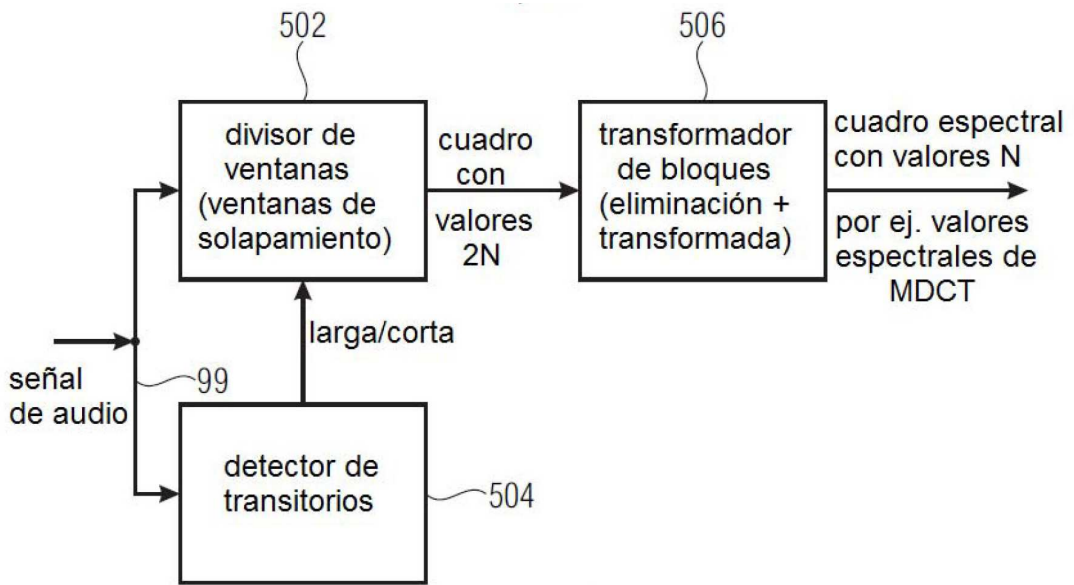 502
506
divisor de
ventanas
(ventanas de
solapamiento)
cuadro
con
valores
2N
transformador
de bloques
(eliminación +
transformada)
cuadro espectral
con valores N
por ej. valores
espectrales de
MDCT
larga/corta
señal
de audio
99
detector de
transitorios
504